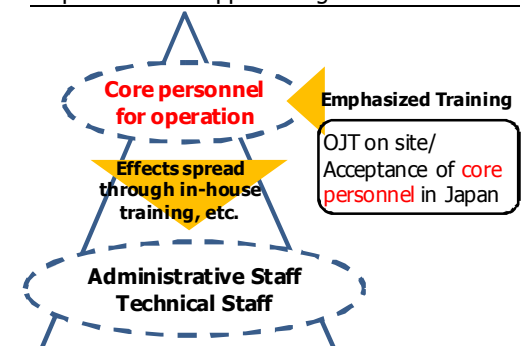 Core personnel
for operation
Emphasized Training
OJT on site/
Acceptance of core
personnel in Japan
Effects spread
through in-house
training, etc.
Administrative Staff
Technical Staff